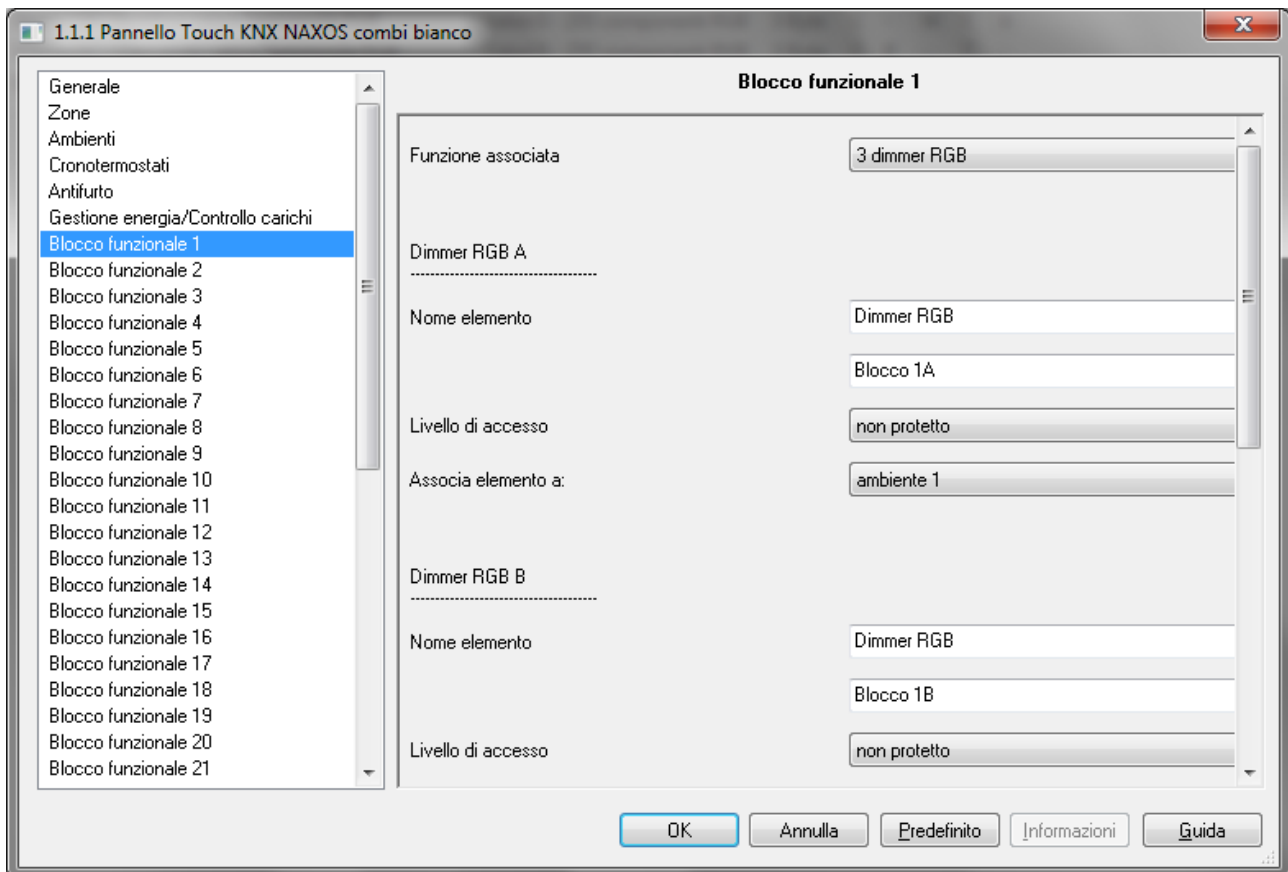 1.1.1 Pannello Touch KNX NAXOS combi bianco
Generale
Zone
Ambienti
Cronotermostati
Antifurto
Gestione energia/Controllo carichi
Blocco funzionale 1
Blocco funzionale 2
Blocco funzionale 3
Blocco funzionale 4
Blocco funzionale 5
Blocco funzionale 6
Blocco funzionale 7
Blocco funzionale 8
Blocco funzionale 9
Blocco funzionale 10
Blocco funzionale 11
Blocco funzionale 12
Blocco funzionale 13
Blocco funzionale 14
Blocco funzionale 15
Blocco funzionale 16
Blocco funzionale 17
Blocco funzionale 18
Blocco funzionale 19
Blocco funzionale 20
Blocco funzionale 21
Blocco funzionale 1
Funzione associata 3 dimmer RGB
Dimmer RGB A
--------------------------------------
Nome elemento Dimmer RGB
Blocco 1A
Livello di accesso non protetto
Associa elemento a: ambiente 1
Dimmer RGB B
--------------------------------------
Nome elemento Dimmer RGB
Blocco 1B
Livello di accesso non protetto
OK Annulla Predefinito Informazioni Guida